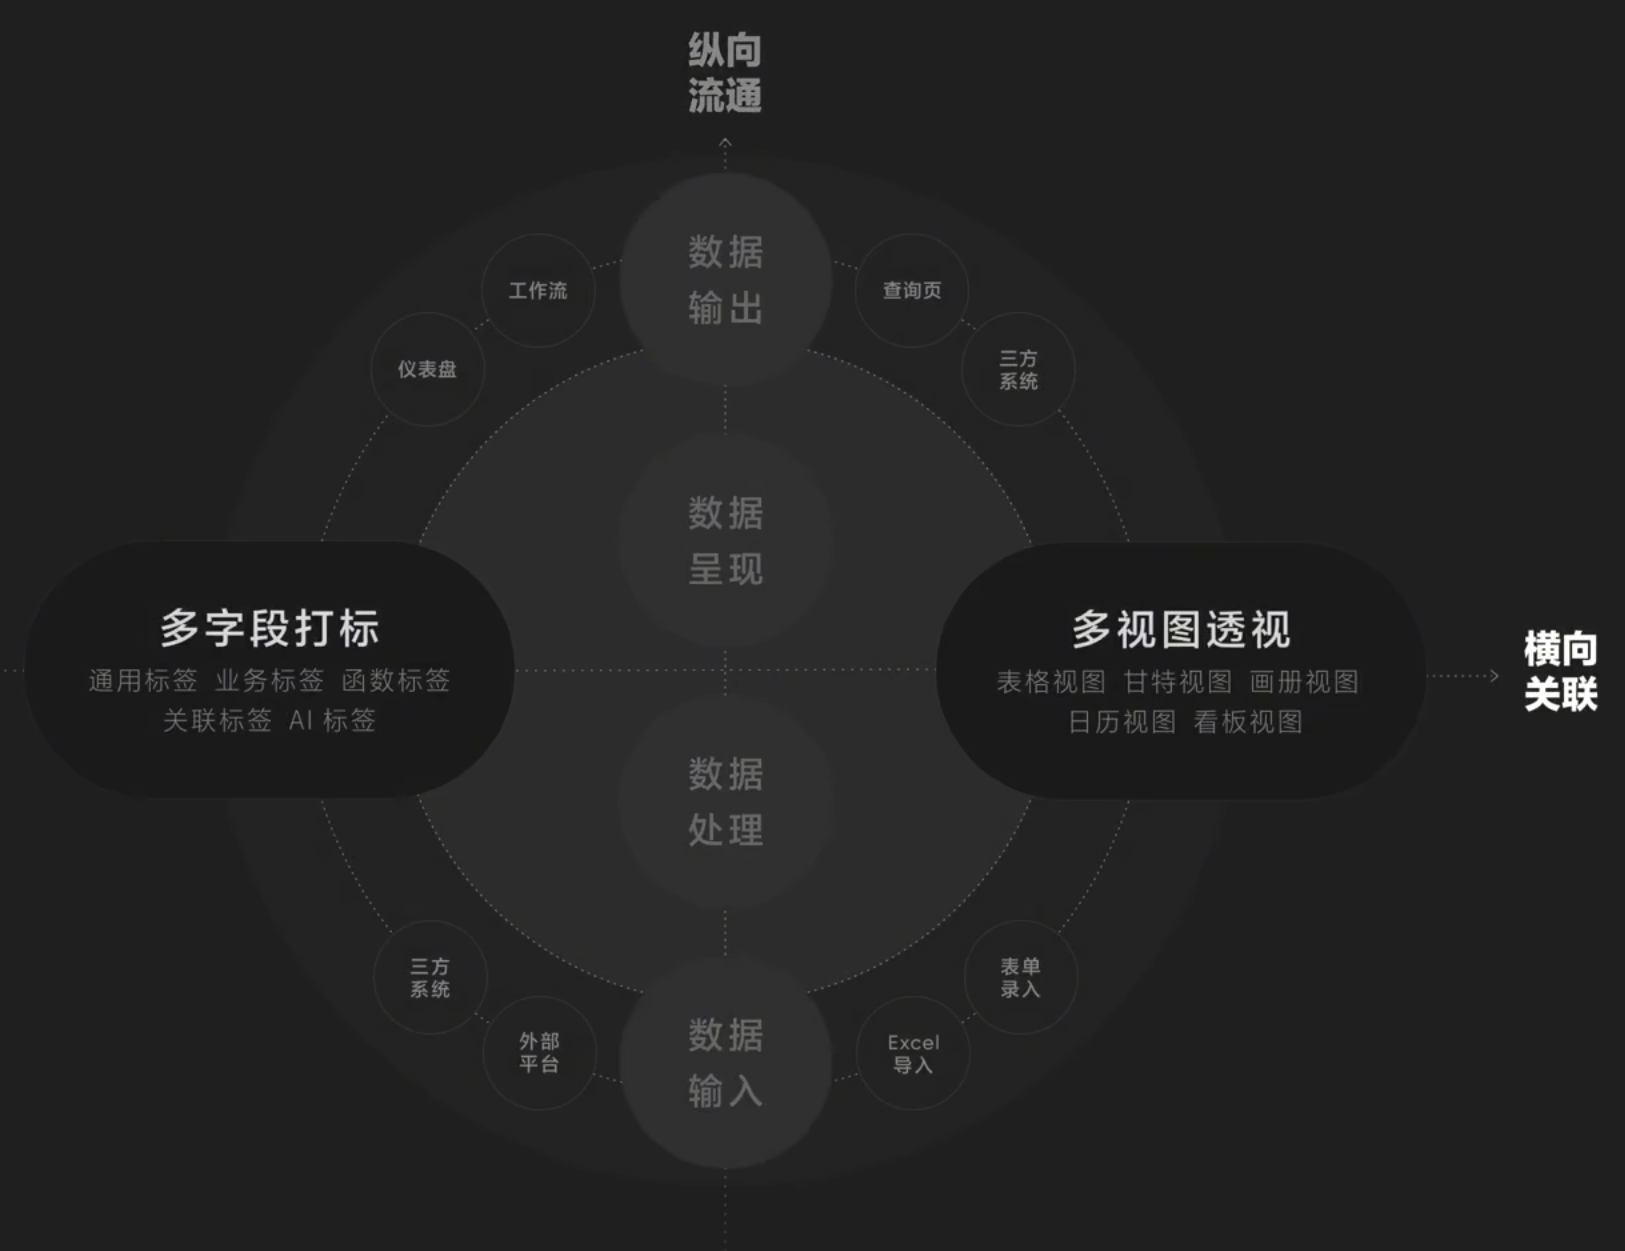 纵向
流通
数据
输出
工作流
查询页
仪表盘
三方
系统
数据
呈现
多字段打标
通用标签 业务标签 函数标签
关联标签 AI 标签
多视图透视
表格视图 甘特视图 画册视图
日历视图 看板视图
横向
关联
数据
处理
三方
系统
表单
录入
外部
平台
Excel
导入
数据
输入